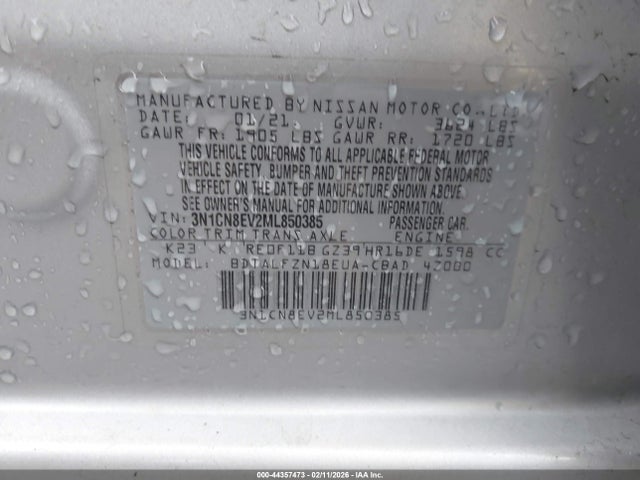 MANUFACTURED BY NISSAN MOTOR CO.,LTD
DATE: 01/21 GVWR: 3624 LBS
GAWR FR: 1905 LBS GAWR RR: 1720 LBS
THIS VEHICLE CONFORMS TO ALL APPLICABLE FEDERAL MOTOR
VEHICLE SAFETY, BUMPER AND THEFT PREVENTION STANDARDS
IN EFFECT ON THE DATE OF MANUFACTURE SHOWN ABOVE.
SEE OWNER'S MANUAL FOR ADDITIONAL INFORMATION
VIN: 3N1CN8EV2ML850385 PASSENGER CAR.
COLOR TRIM TRANS AXLE ENGINE
K23 K RE0F11B GZ39 HR16DE 1598 CC
MODEL: BDTALFZN18EUA-CBAD 4Z000
3N1CN8EV2ML850385
000-44357473 - 02/11/2026 - © IAA Holdings, LLC